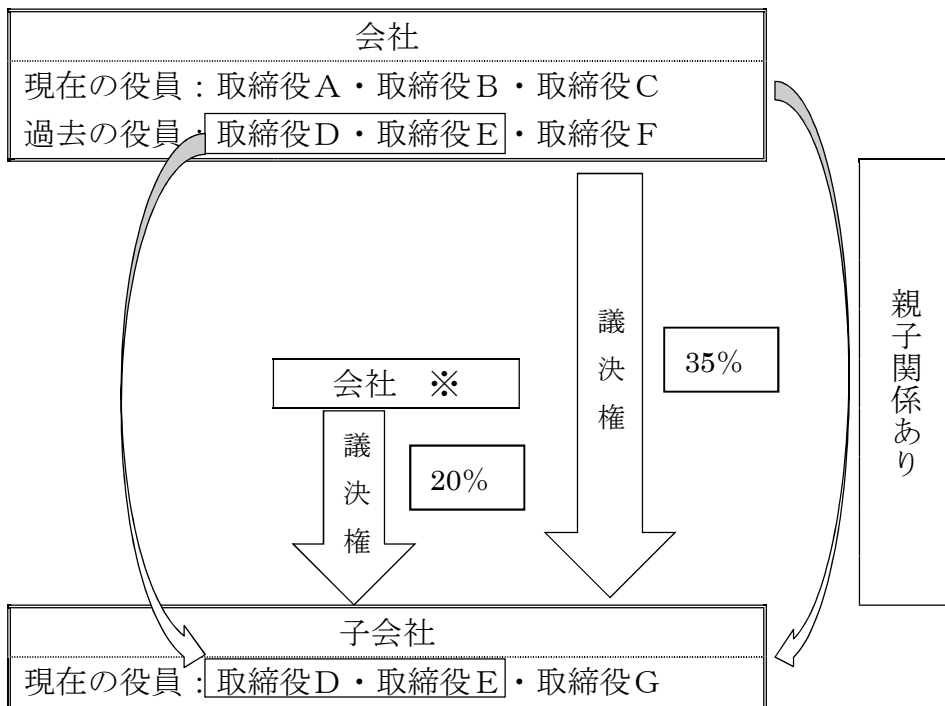 会社
現在の役員：取締役Ａ・取締役Ｂ・取締役Ｃ
過去の役員：取締役Ｄ・取締役Ｅ・取締役Ｆ
議決権
35%
親子関係あり
会社　※
議決権
20%
子会社
現在の役員：取締役Ｄ・取締役Ｅ・取締役Ｇ